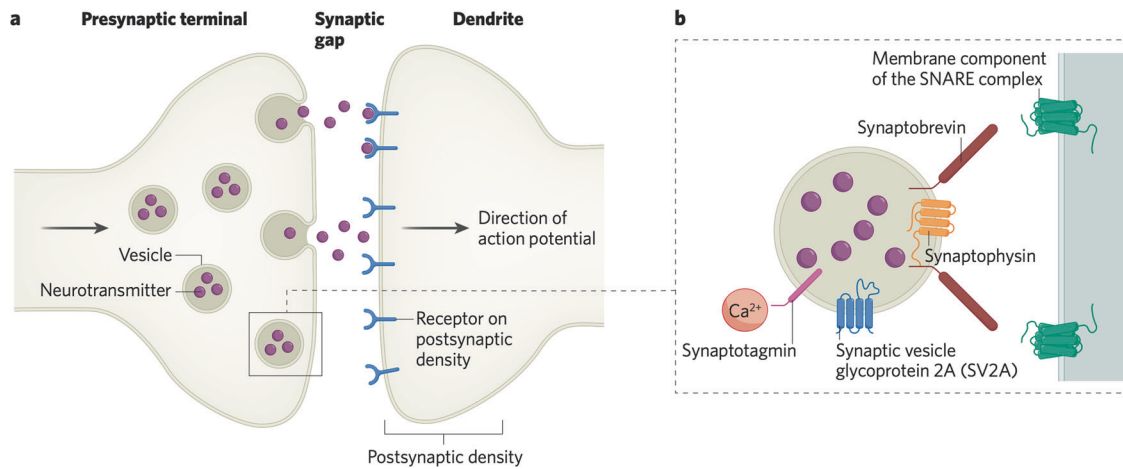 a
Presynaptic terminal
Synaptic
gap
Dendrite
Vesicle
Neurotransmitter
Direction of
action potential
Receptor on
postsynaptic
density
Postsynaptic density
b
Membrane component
of the SNARE complex
Synaptobrevin
Synaptophysin
Ca²⁺
Synaptotagmin
Synaptic vesicle
glycoprotein 2A (SV2A)